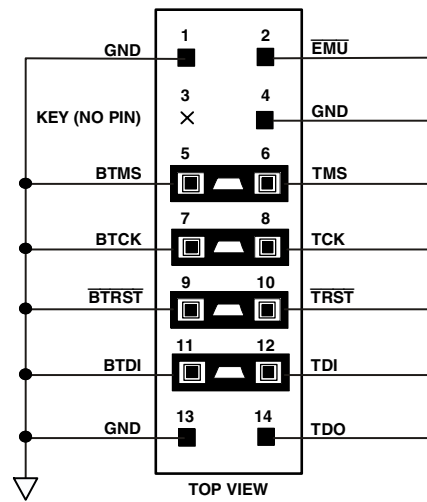 1 2
GND EMU
3 4
KEY (NO PIN) GND
5 6
BTMS TMS
7 8
BTCK TCK
9 10
BTRST TRST
11 12
BTDI TDI
13 14
GND TDO
TOP VIEW